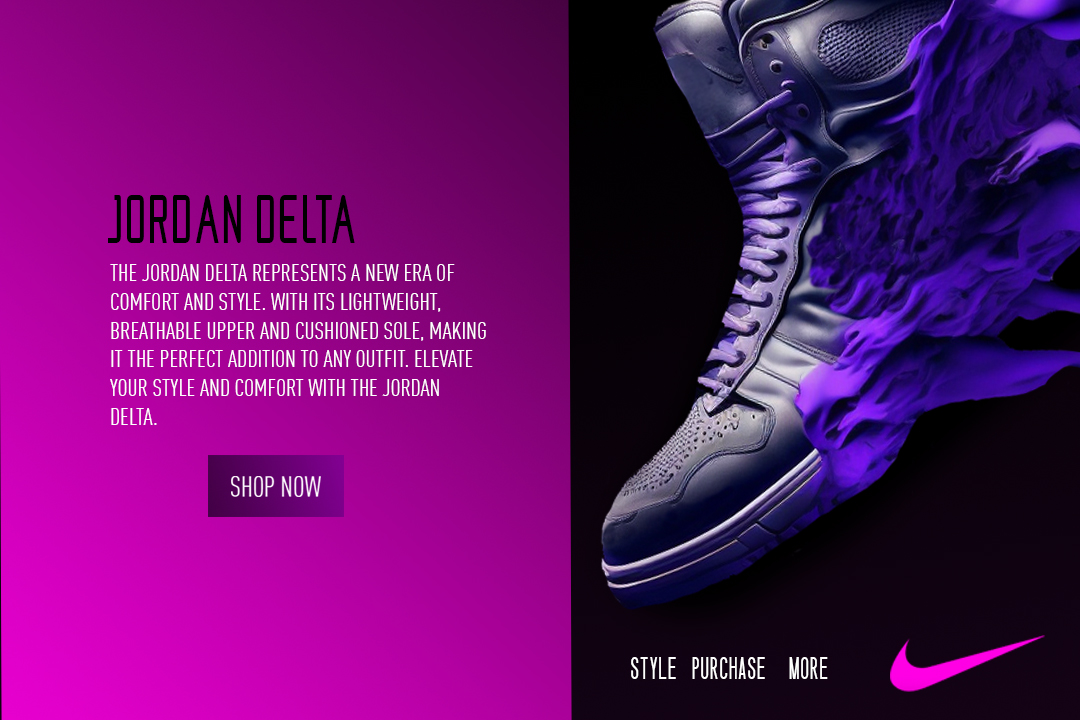 JORDAN DELTA
THE JORDAN DELTA REPRESENTS A NEW ERA OF
COMFORT AND STYLE. WITH ITS LIGHTWEIGHT,
BREATHABLE UPPER AND CUSHIONED SOLE, MAKING
IT THE PERFECT ADDITION TO ANY OUTFIT. ELEVATE
YOUR STYLE AND COMFORT WITH THE JORDAN
DELTA.
SHOP NOW
STYLE PURCHASE MORE